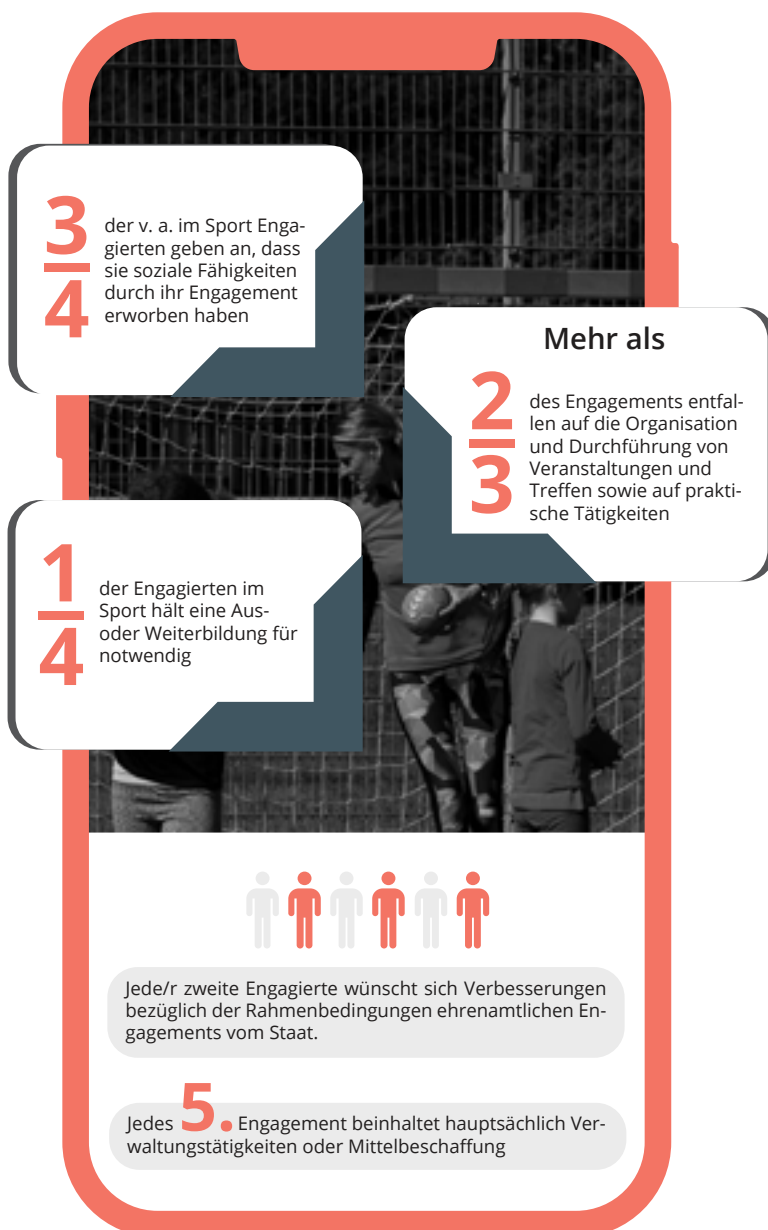 3
4
der v. a. im Sport Enga-
gierten geben an, dass
sie soziale Fähigkeiten
durch ihr Engagement
erworben haben
Mehr als
2
3
des Engagements entfal-
len auf die Organisation
und Durchführung von
Veranstaltungen und
Treffen sowie auf prakti-
sche Tätigkeiten
1
4
der Engagierten im
Sport hält eine Aus-
oder Weiterbildung für
notwendig
Jede/r zweite Engagierte wünscht sich Verbesserungen
bezüglich der Rahmenbedingungen ehrenamtlichen En-
gagements vom Staat.
Jedes 5. Engagement beinhaltet hauptsächlich Ver-
waltungstätigkeiten oder Mittelbeschaffung